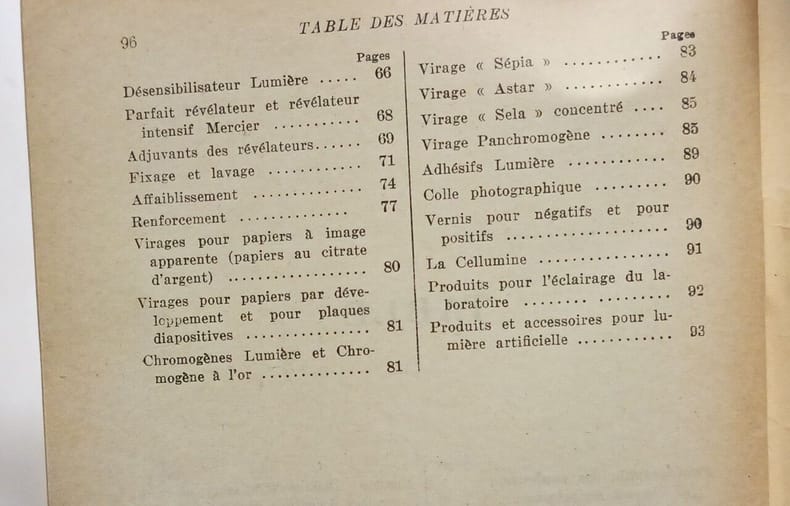 96
TABLE DES MATIÈRES
Pages
Désensibilisateur Lumière ..... 66
Parfait révélateur et révélateur
intensif Mercier ........... 68
Adjuvants des révélateurs...... 69
Fixage et lavage ............ 71
Affaiblissement .............. 74
Renforcement .............. 77
Virages pour papiers à image
apparente (papiers au citrate
d'argent) .................. 80
Virages pour papiers par déve-
loppement et pour plaques
diapositives ................ 81
Chromogènes Lumière et Chro-
mogène à l'or .............. 81
Pages
Virage « Sépia » ............ 83
Virage « Astar » ............ 84
Virage « Sela » concentré .... 85
Virage Panchromogène ........ 85
Adhésifs Lumière ............ 89
Colle photographique ......... 90
Vernis pour négatifs et pour
positifs .................... 90
La Cellumine ................ 91
Produits pour l'éclairage du la-
boratoire ........ ......... 92
Produits et accessoires pour lu-
mière artificielle ............ 93